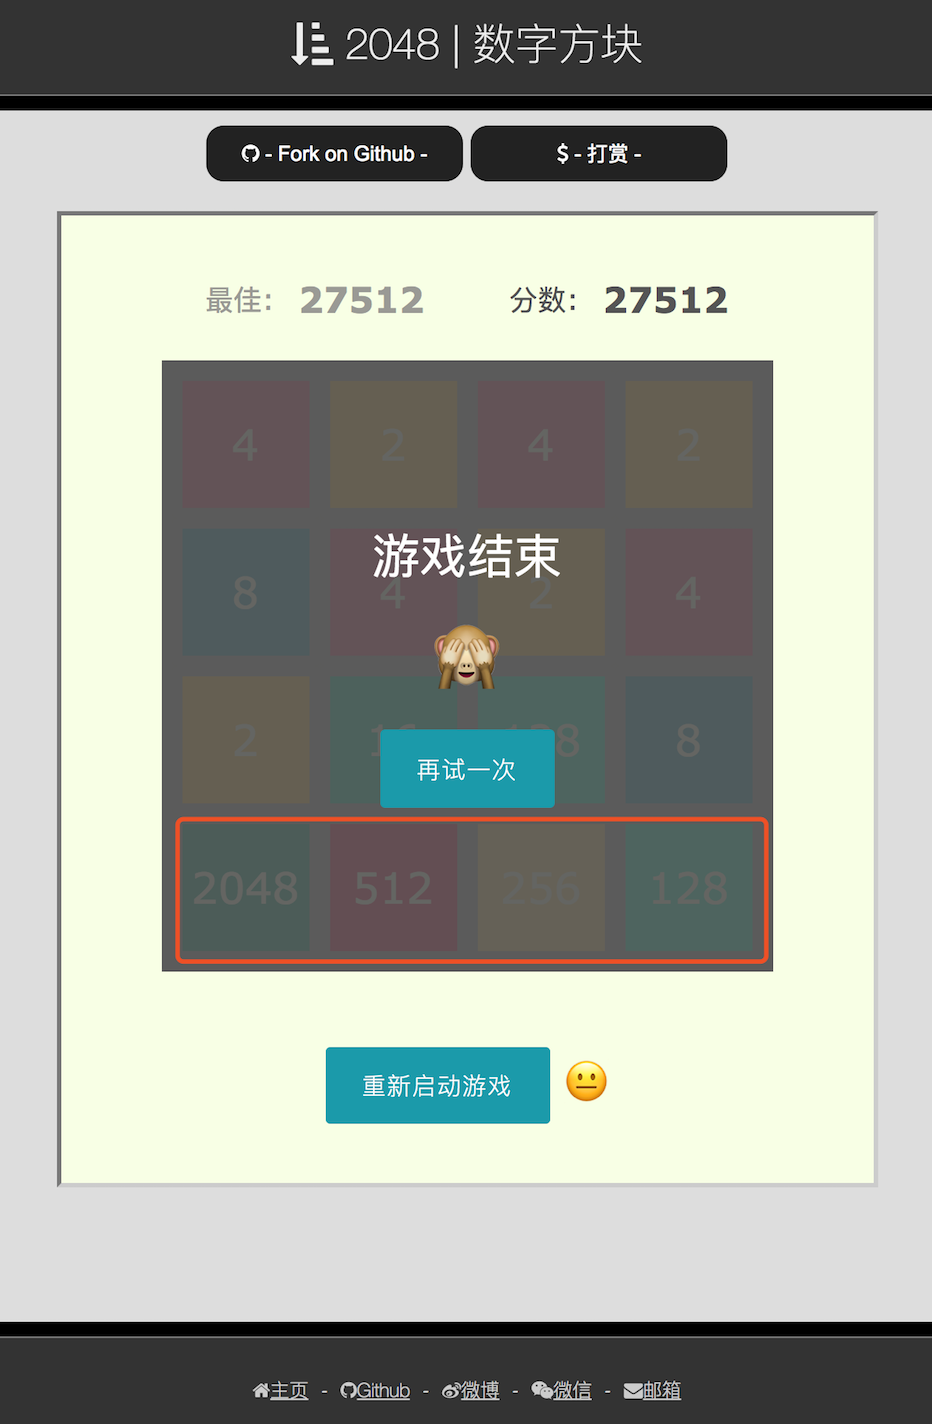 2048 | 数字方块
- Fork on Github -
$ - 打赏 -
最佳: 27512
分数: 27512
4 2 4 2
游戏结束
8 4 2 4
2 16 128 8
再试一次
2048 512 256 128
重新启动游戏
主页 - Github - 微博 - 微信 - 邮箱